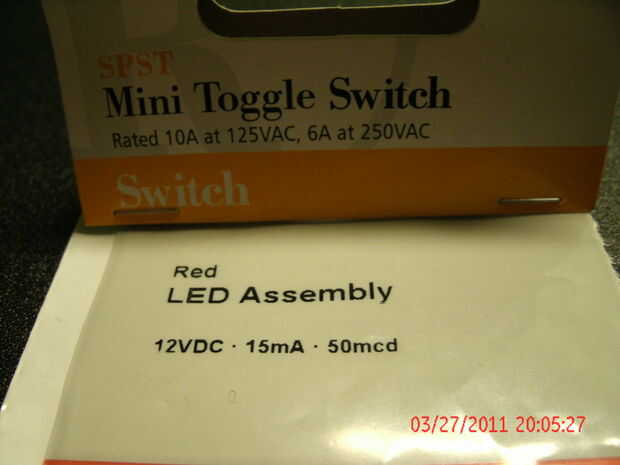 SPST
Mini Toggle Switch
Rated 10A at 125VAC, 6A at 250VAC
Switch
Red
LED Assembly
12VDC · 15mA · 50mcd
03/27/2011 20:05:27